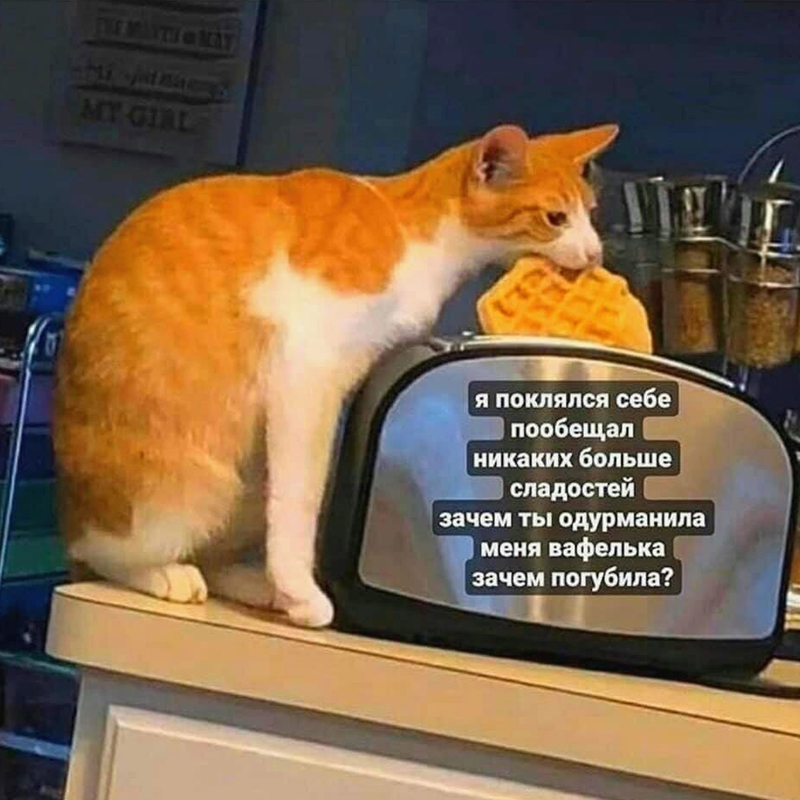 MY GIRL
я поклялся себе
пообещал
никаких больше
сладостей
зачем ты одурманила
меня вафелька
зачем погубила?